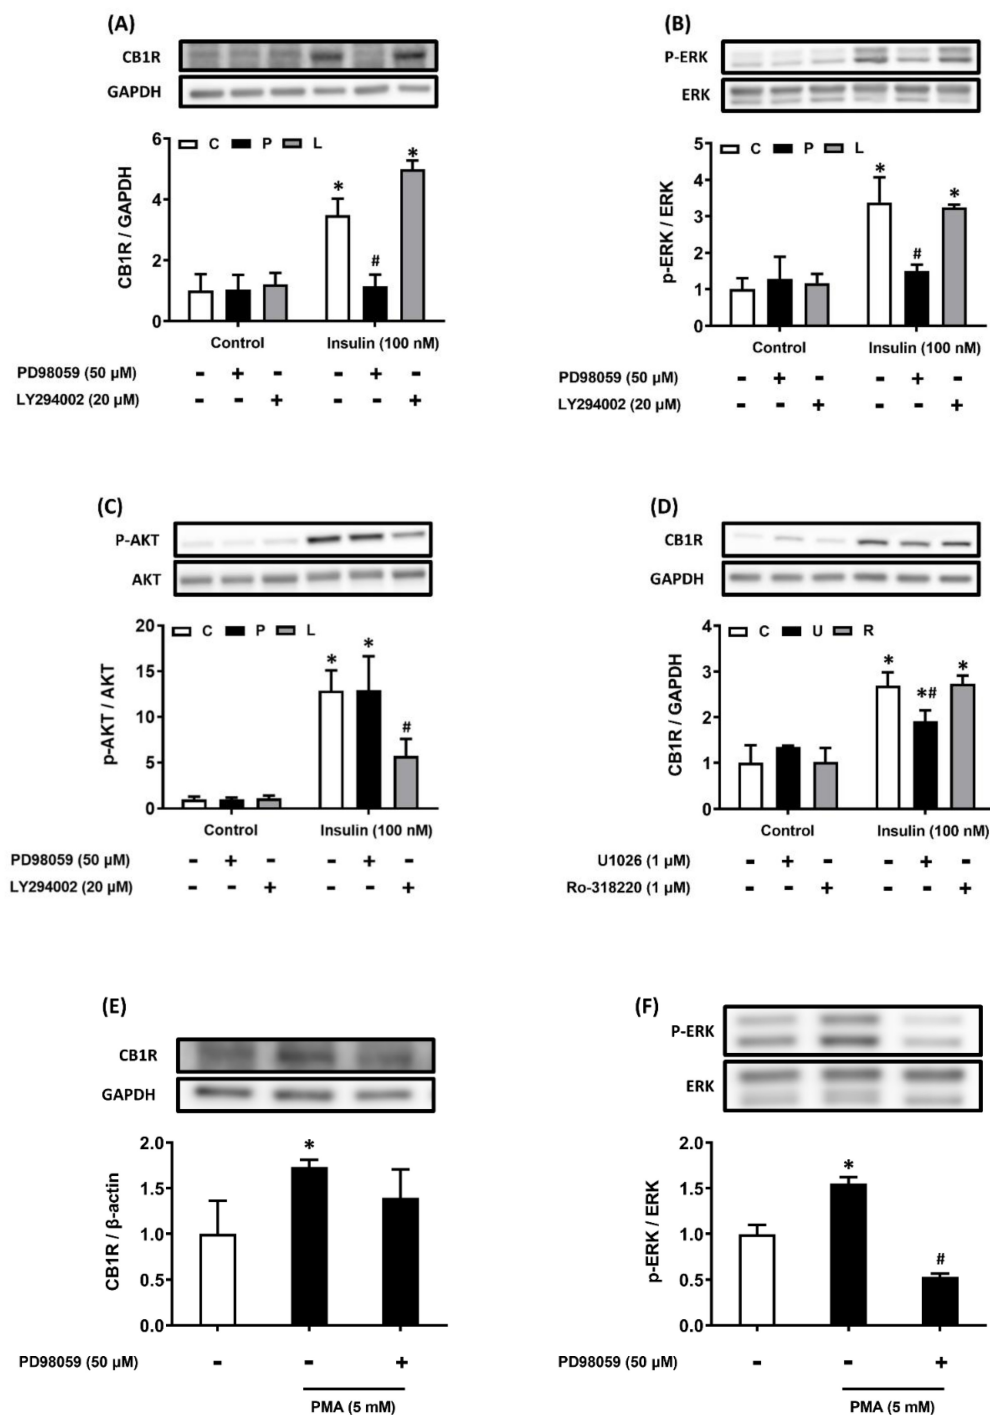 (A)
CB1R
GAPDH
C P L
CB1R / GAPDH
6
4
2
0
* # *
Control Insulin (100 nM)
PD98059 (50 µM) - + - - + -
LY294002 (20 µM) - - + - - +
(B)
P-ERK
ERK
C P L
p-ERK / ERK
5
4
3
2
1
0
* # *
Control Insulin (100 nM)
PD98059 (50 µM) - + - - + -
LY294002 (20 µM) - - + - - +
(C)
P-AKT
AKT
C P L
p-AKT / AKT
20
15
10
5
0
* * #
Control Insulin (100 nM)
PD98059 (50 µM) - + - - + -
LY294002 (20 µM) - - + - - +
(D)
CB1R
GAPDH
C U R
CB1R / GAPDH
4
3
2
1
0
* *# *
Control Insulin (100 nM)
U1026 (1 µM) - + - - + -
Ro-318220 (1 µM) - - + - - +
(E)
CB1R
GAPDH
CB1R / β-actin
2.0
1.5
1.0
0.5
0.0
*
PD98059 (50 µM) - - +
PMA (5 mM)
(F)
P-ERK
ERK
p-ERK / ERK
2.0
1.5
1.0
0.5
0.0
* #
PD98059 (50 µM) - - +
PMA (5 mM)